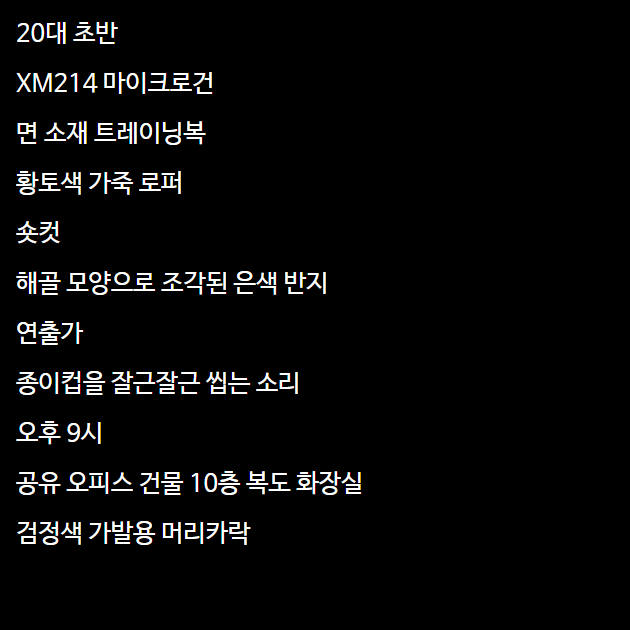 20대 초반
XM214 마이크로건
면 소재 트레이닝복
황토색 가죽 로퍼
숏컷
해골 모양으로 조각된 은색 반지
연출가
종이컵을 잘근잘근 씹는 소리
오후 9시
공유 오피스 건물 10층 복도 화장실
검정색 가발용 머리카락